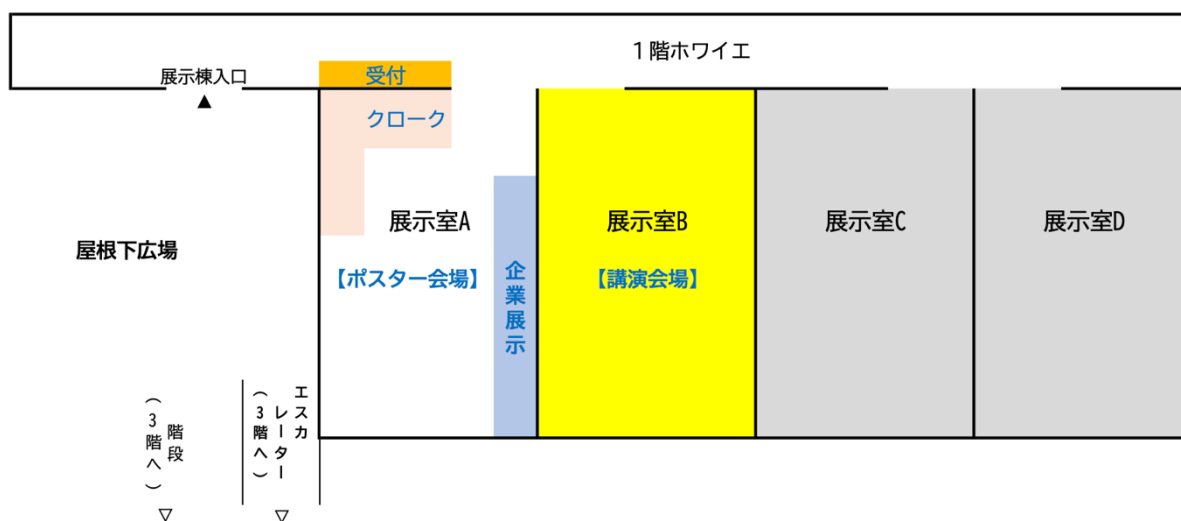 1階ホワイエ
展示棟入口
▲
受付
クローク
屋根下広場
展示室A
【ポスター会場】
企業展示
展示室B
【講演会場】
展示室C
展示室D
階段
(3階へ)
▽
エスカ
レーター
(3階へ)
▽